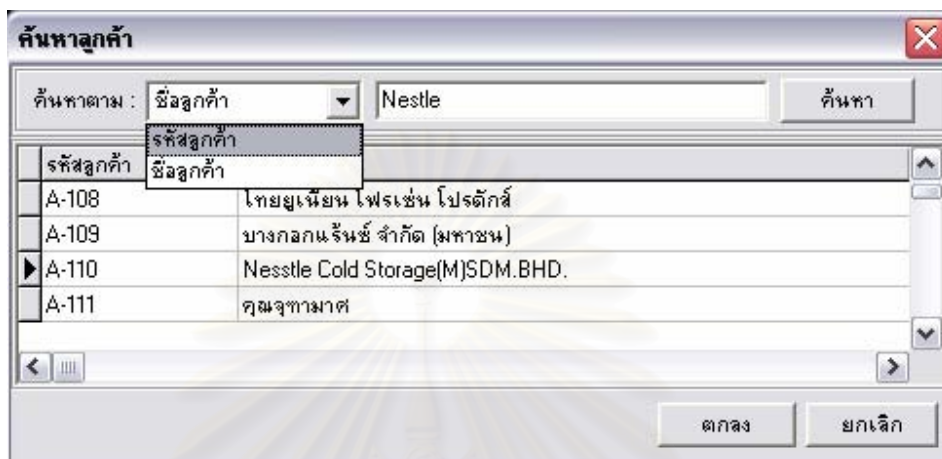 ค้นหาลูกค้า
ค้นหาตาม : ชื่อลูกค้า Nestle ค้นหา
รหัสลูกค้า
ชื่อลูกค้า
รหัสลูกค้า
A-108 ไทยยูเนี่ยน โฟรเซ่น โปรดักส์
A-109 บางกอกแร้นช์ จำกัด (มหาชน)
A-110 Nesstle Cold Storage(M)SDM.BHD.
A-111 คุณจุฑามาศ
ตกลง ยกเลิก